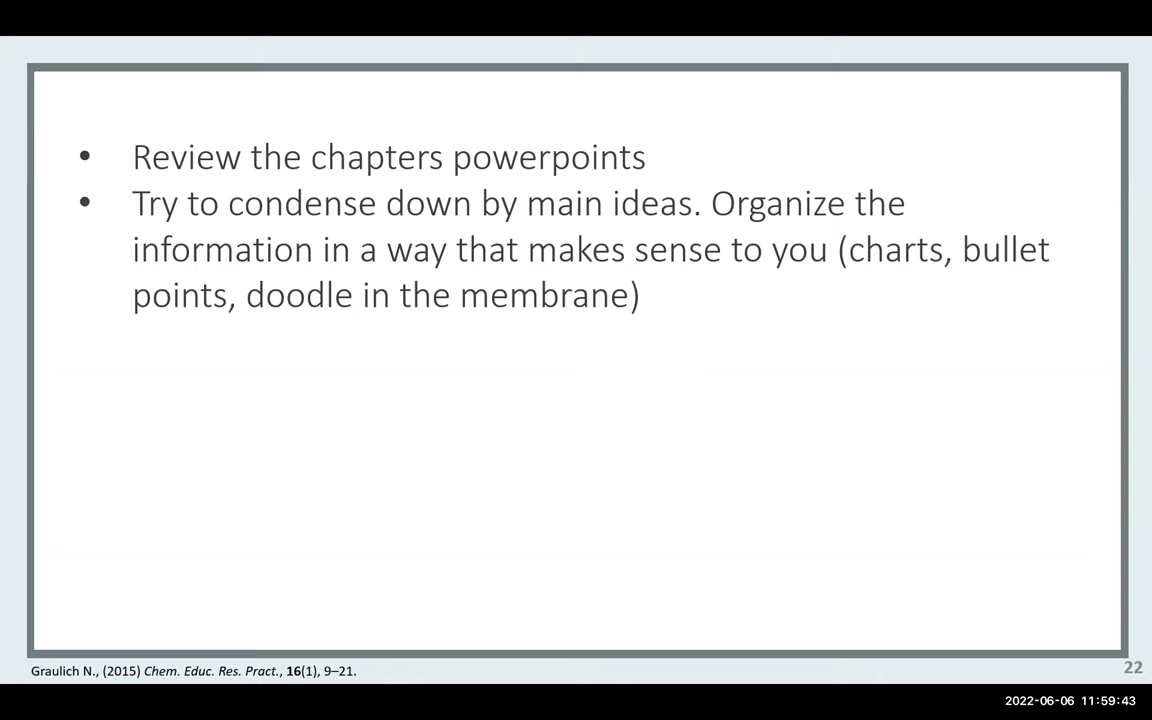 • Review the chapters powerpoints
• Try to condense down by main ideas. Organize the
information in a way that makes sense to you (charts, bullet
points, doodle in the membrane)
Graulich N., (2015) Chem. Educ. Res. Pract., 16(1), 9–21.
22
2022-06-06 11:59:43